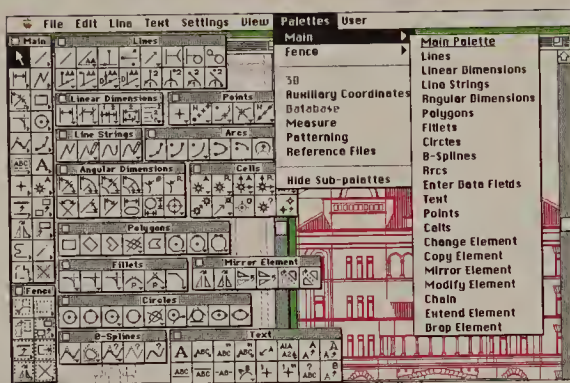 File Edit Line Text Settings View Palettes User
Main
Fence
3D
Auxiliary Coordinates
Database
Measure
Patterning
Reference Files
Hide Sub-palettes
Main Palette
Lines
Linear Dimensions
Line Strings
Angular Dimensions
Polygons
Fillets
Circles
B-Splines
Arcs
Enter Data Fields
Text
Points
Cells
Change Element
Copy Element
Mirror Element
Modify Element
Chain
Extend Element
Drop Element
Main
Lines
Linear Dimensions
Points
Line Strings
Arcs
Angular Dimensions
Cells
Polygons
Fillets
Mirror Element
Circles
B-Splines
Text
Fence
ABC
A